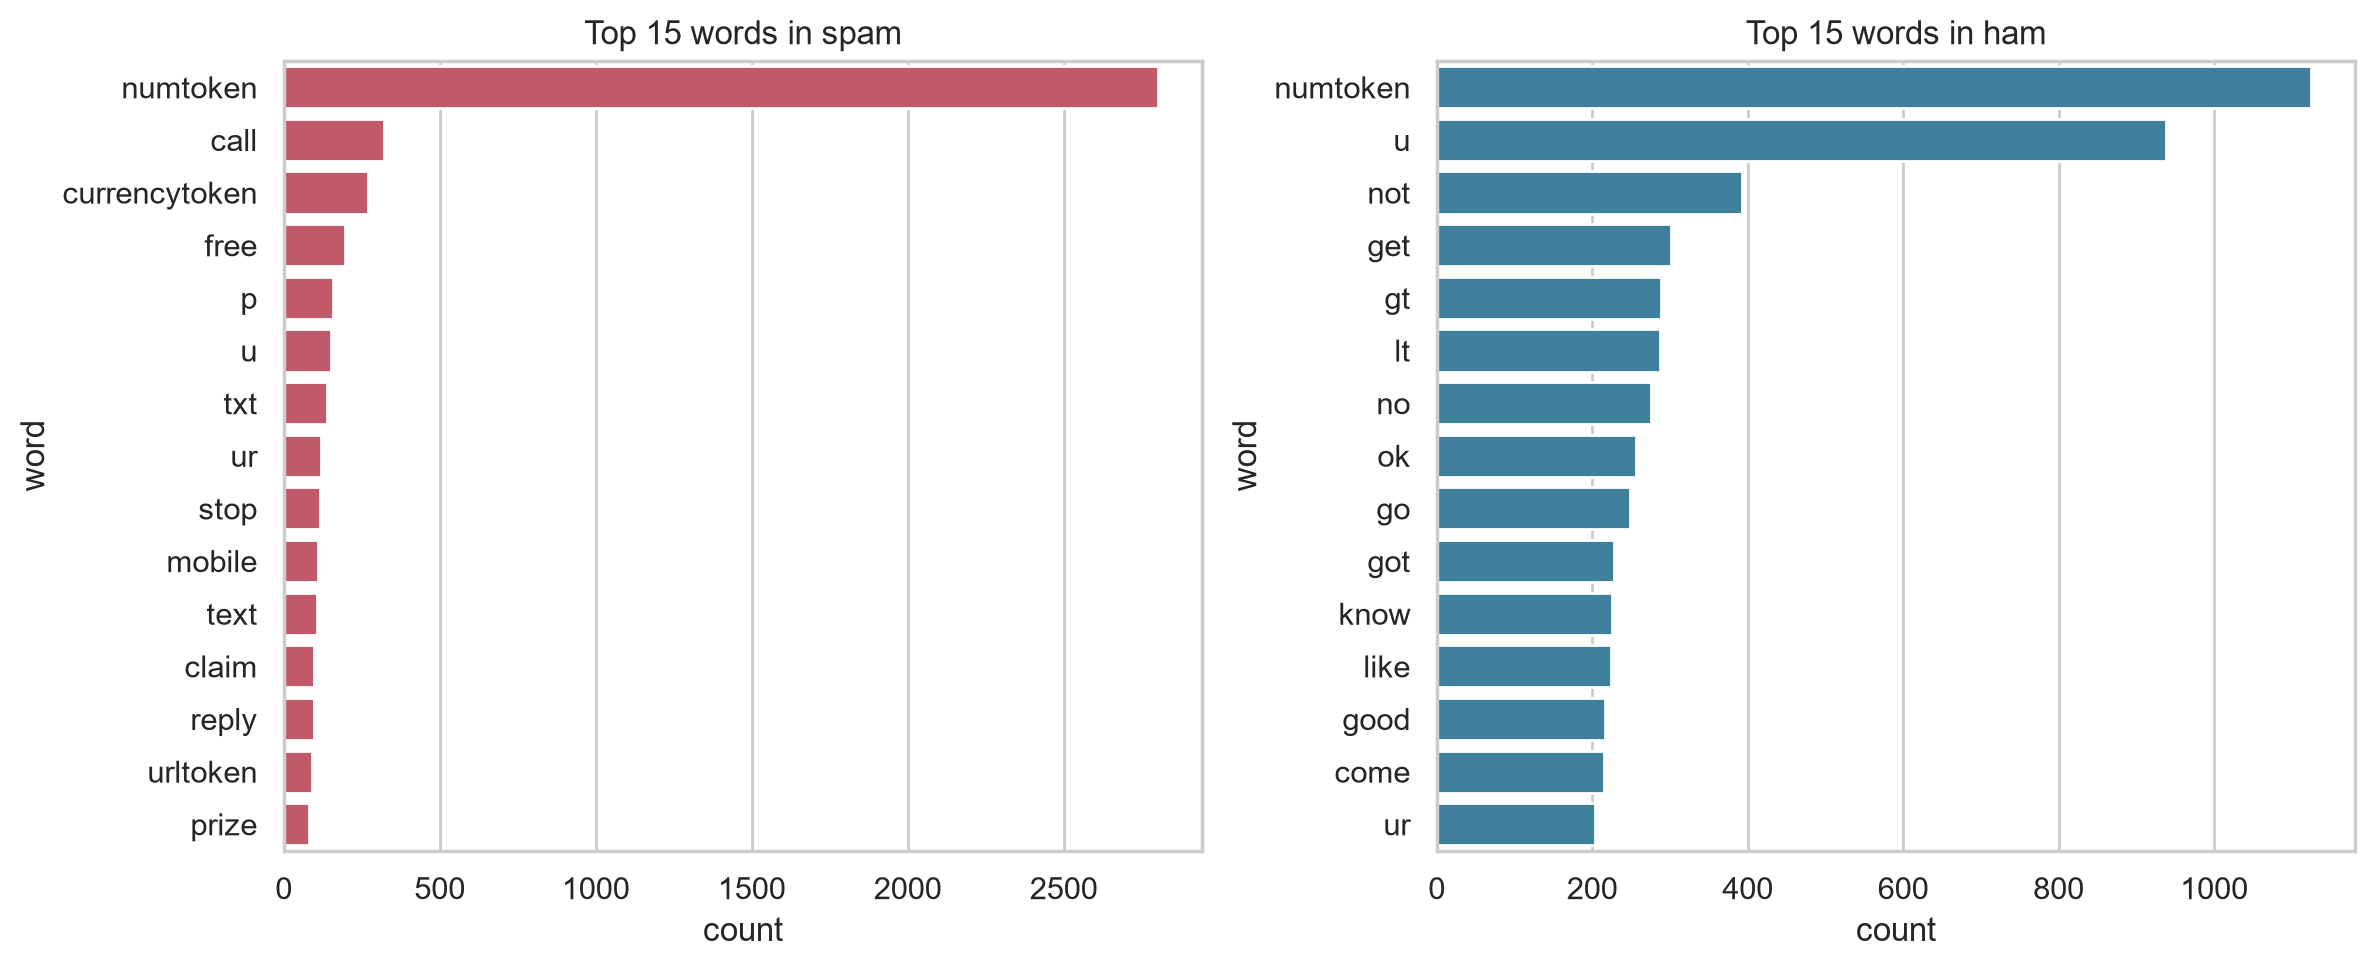 Top 15 words in spam
numtoken
call
currencytoken
free
p
u
txt
ur
stop
mobile
text
claim
reply
urltoken
prize
word
0 500 1000 1500 2000 2500
count
Top 15 words in ham
numtoken
u
not
get
gt
lt
no
ok
go
got
know
like
good
come
ur
word
0 200 400 600 800 1000
count